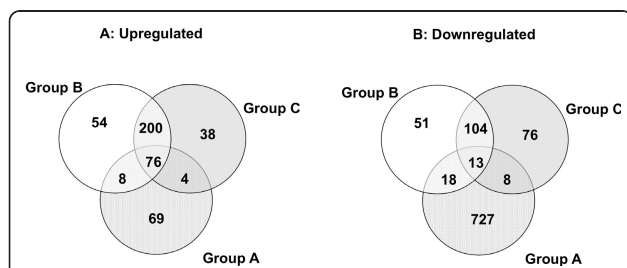 A: Upregulated
Group B
Group C
54
200
38
76
8
4
69
Group A
B: Downregulated
Group B
Group C
51
104
76
13
18
8
727
Group A